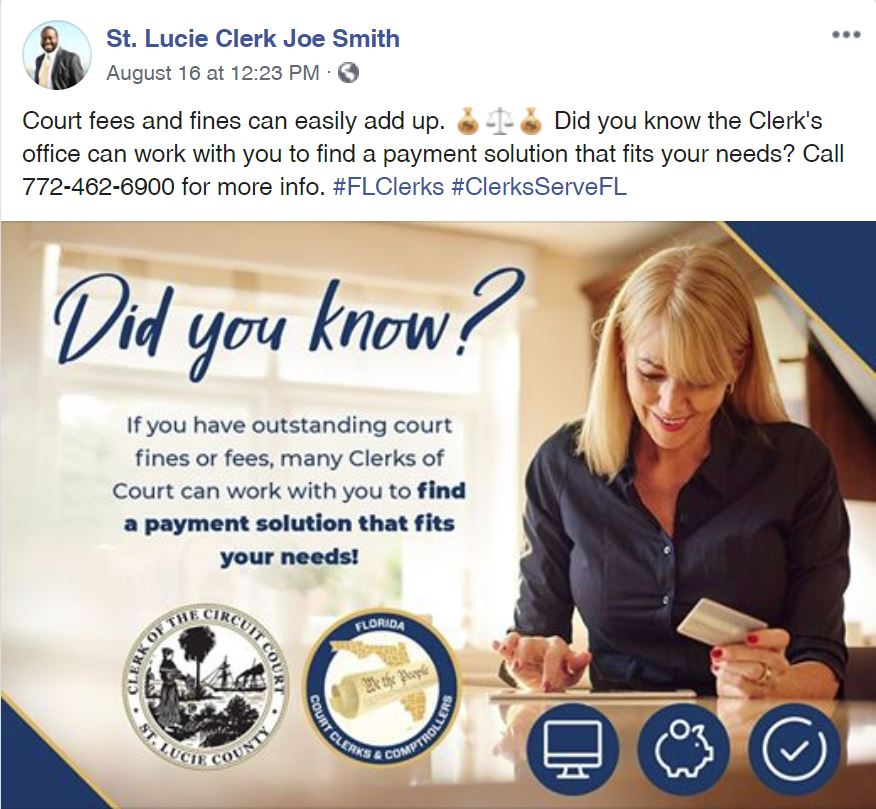 St. Lucie Clerk Joe Smith
August 16 at 12:23 PM ·
Court fees and fines can easily add up. 💰⚖️💰 Did you know the Clerk's
office can work with you to find a payment solution that fits your needs? Call
772-462-6900 for more info. #FLClerks #ClerksServeFL
Did you know?
If you have outstanding court
fines or fees, many Clerks of
Court can work with you to find
a payment solution that fits
your needs!
CLERK OF THE CIRCUIT COURT
ST. LUCIE COUNTY
FLORIDA
We the People
COURT CLERKS & COMPTROLLERS